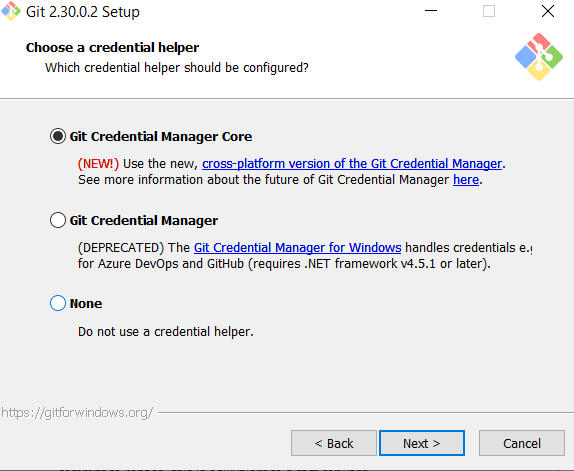 Git 2.30.0.2 Setup
Choose a credential helper
Which credential helper should be configured?
Git Credential Manager Core
(NEW!) Use the new, cross-platform version of the Git Credential Manager.
See more information about the future of Git Credential Manager here.
Git Credential Manager
(DEPRECATED) The Git Credential Manager for Windows handles credentials e.g
for Azure DevOps and GitHub (requires .NET framework v4.5.1 or later).
None
Do not use a credential helper.
https://gitforwindows.org/
< Back Next > Cancel